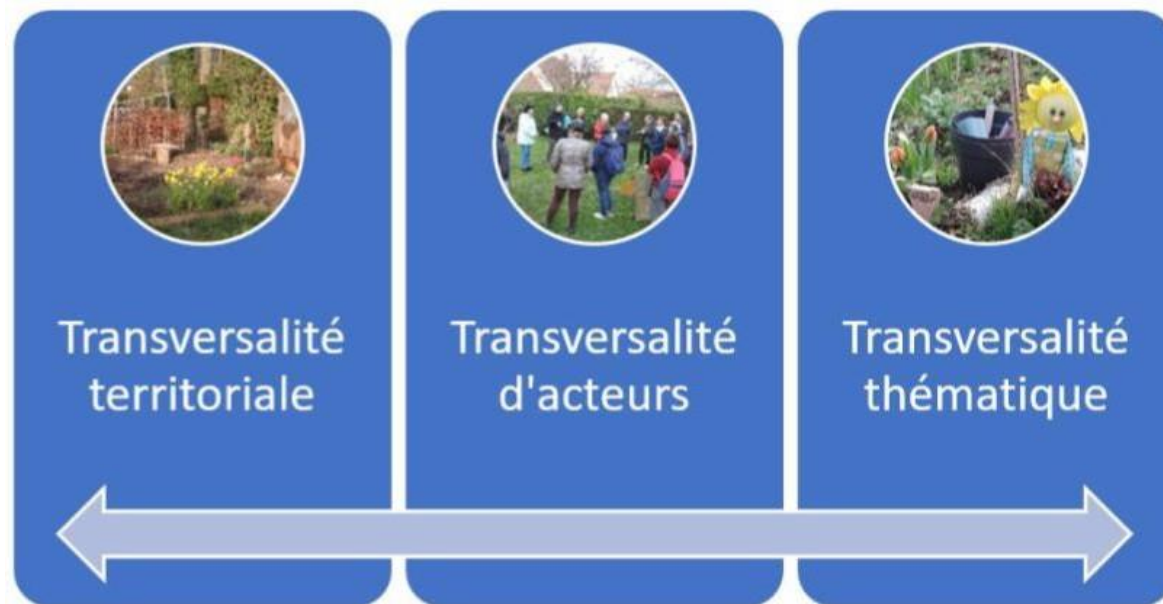 Transversalité
territoriale
Transversalité
d'acteurs
Transversalité
thématique